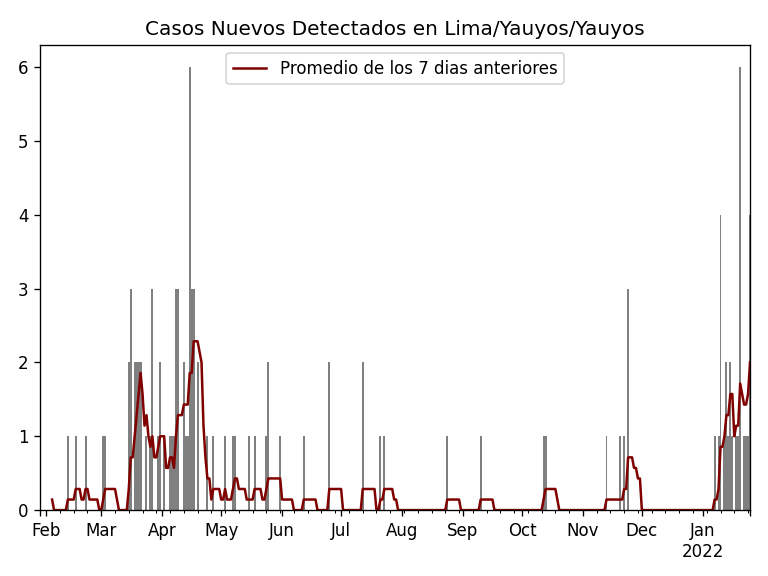 Casos Nuevos Detectados en Lima/Yauyos/Yauyos
Promedio de los 7 dias anteriores
6
5
4
3
2
1
0
Feb Mar Apr May Jun Jul Aug Sep Oct Nov Dec Jan
2022